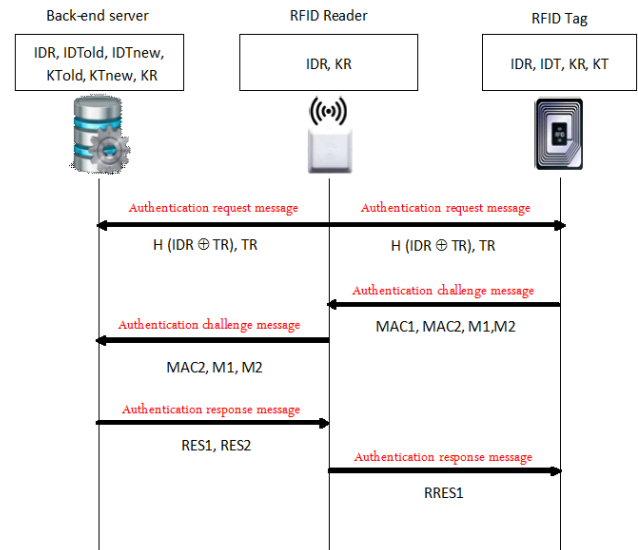 Back-end server
RFID Reader
RFID Tag
IDR, IDTold, IDTnew,
KTold, KTnew, KR
IDR, KR
IDR, IDT, KR, KT
Authentication request message
Authentication request message
H (IDR ⊕ TR), TR
H (IDR ⊕ TR), TR
Authentication challenge message
MAC1, MAC2, M1,M2
Authentication challenge message
MAC2, M1, M2
Authentication response message
RES1, RES2
Authentication response message
RRES1